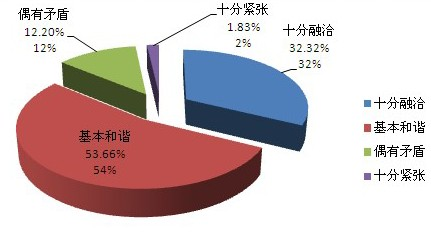 偶有矛盾
12.20%
12%
十分紧张
1.83%
2%
十分融洽
32.32%
32%
基本和谐
53.66%
54%
十分融洽
基本和谐
偶有矛盾
十分紧张